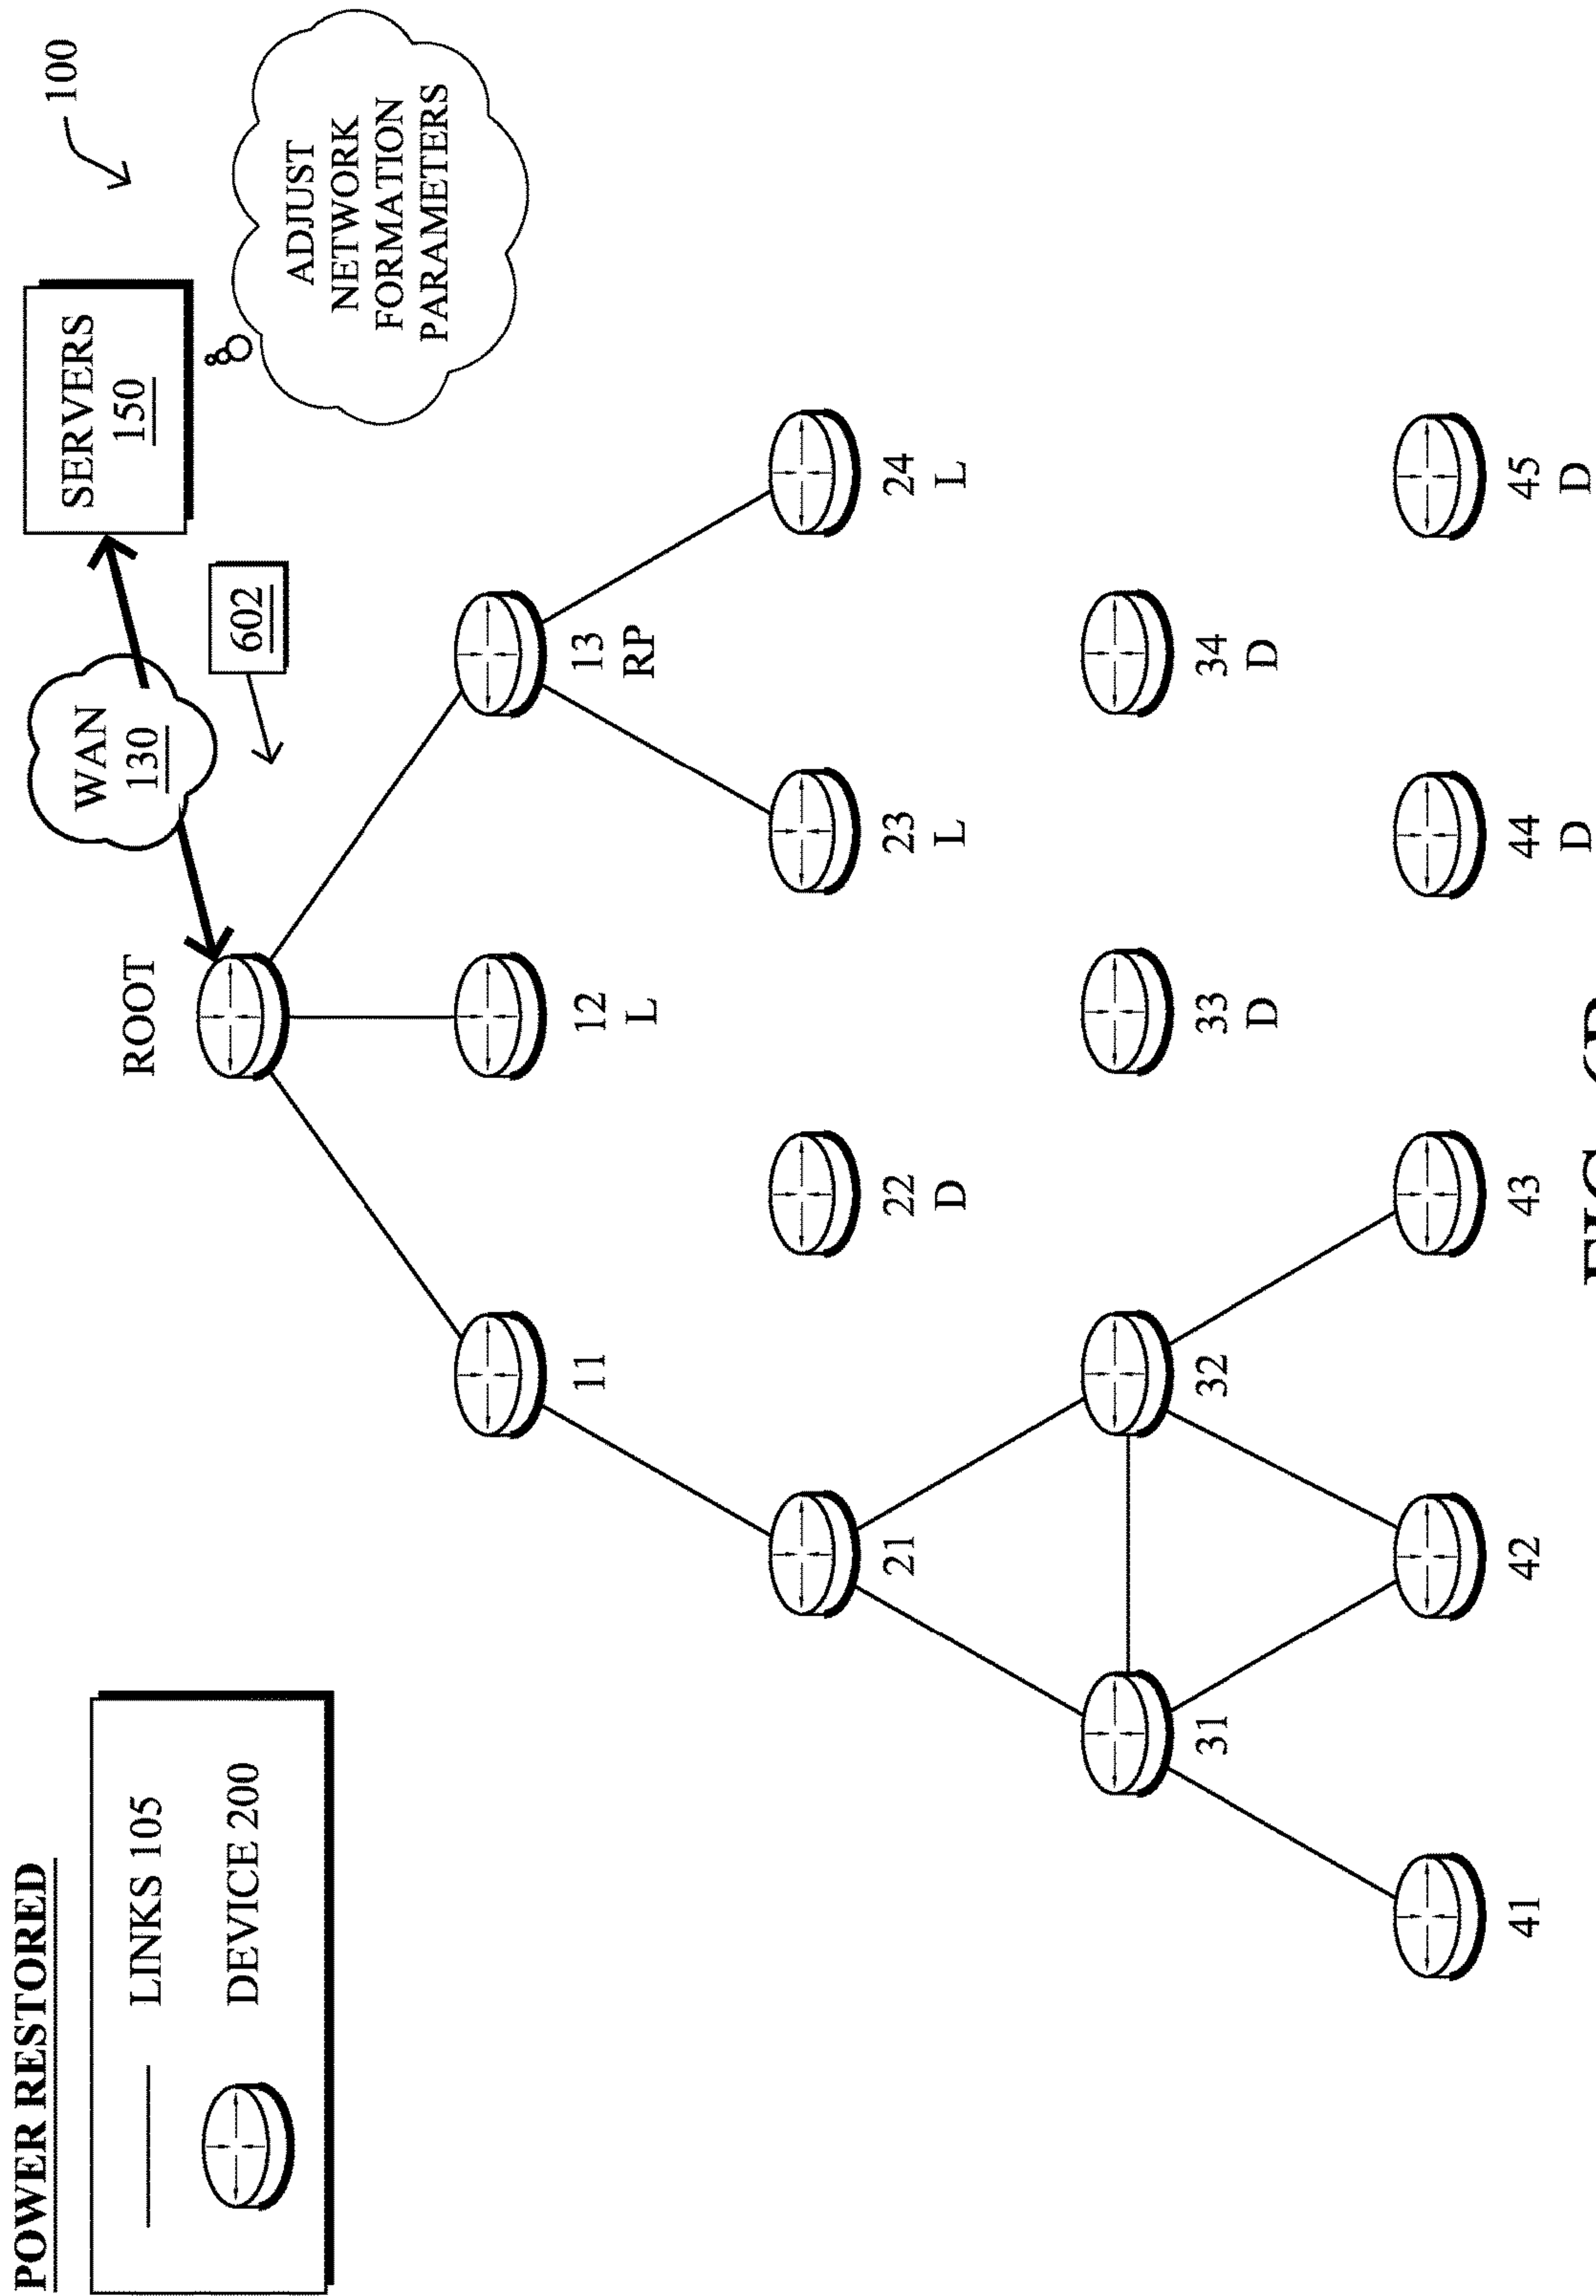 POWER RESTORED
LINKS 105
DEVICE 200
100
SERVERS
150
WAN
130
602
ADJUST
NETWORK
FORMATION
PARAMETERS
ROOT
11
12
L
13
RP
21
22
D
23
L
24
L
31
32
33
D
34
D
41
42
43
44
D
45
D